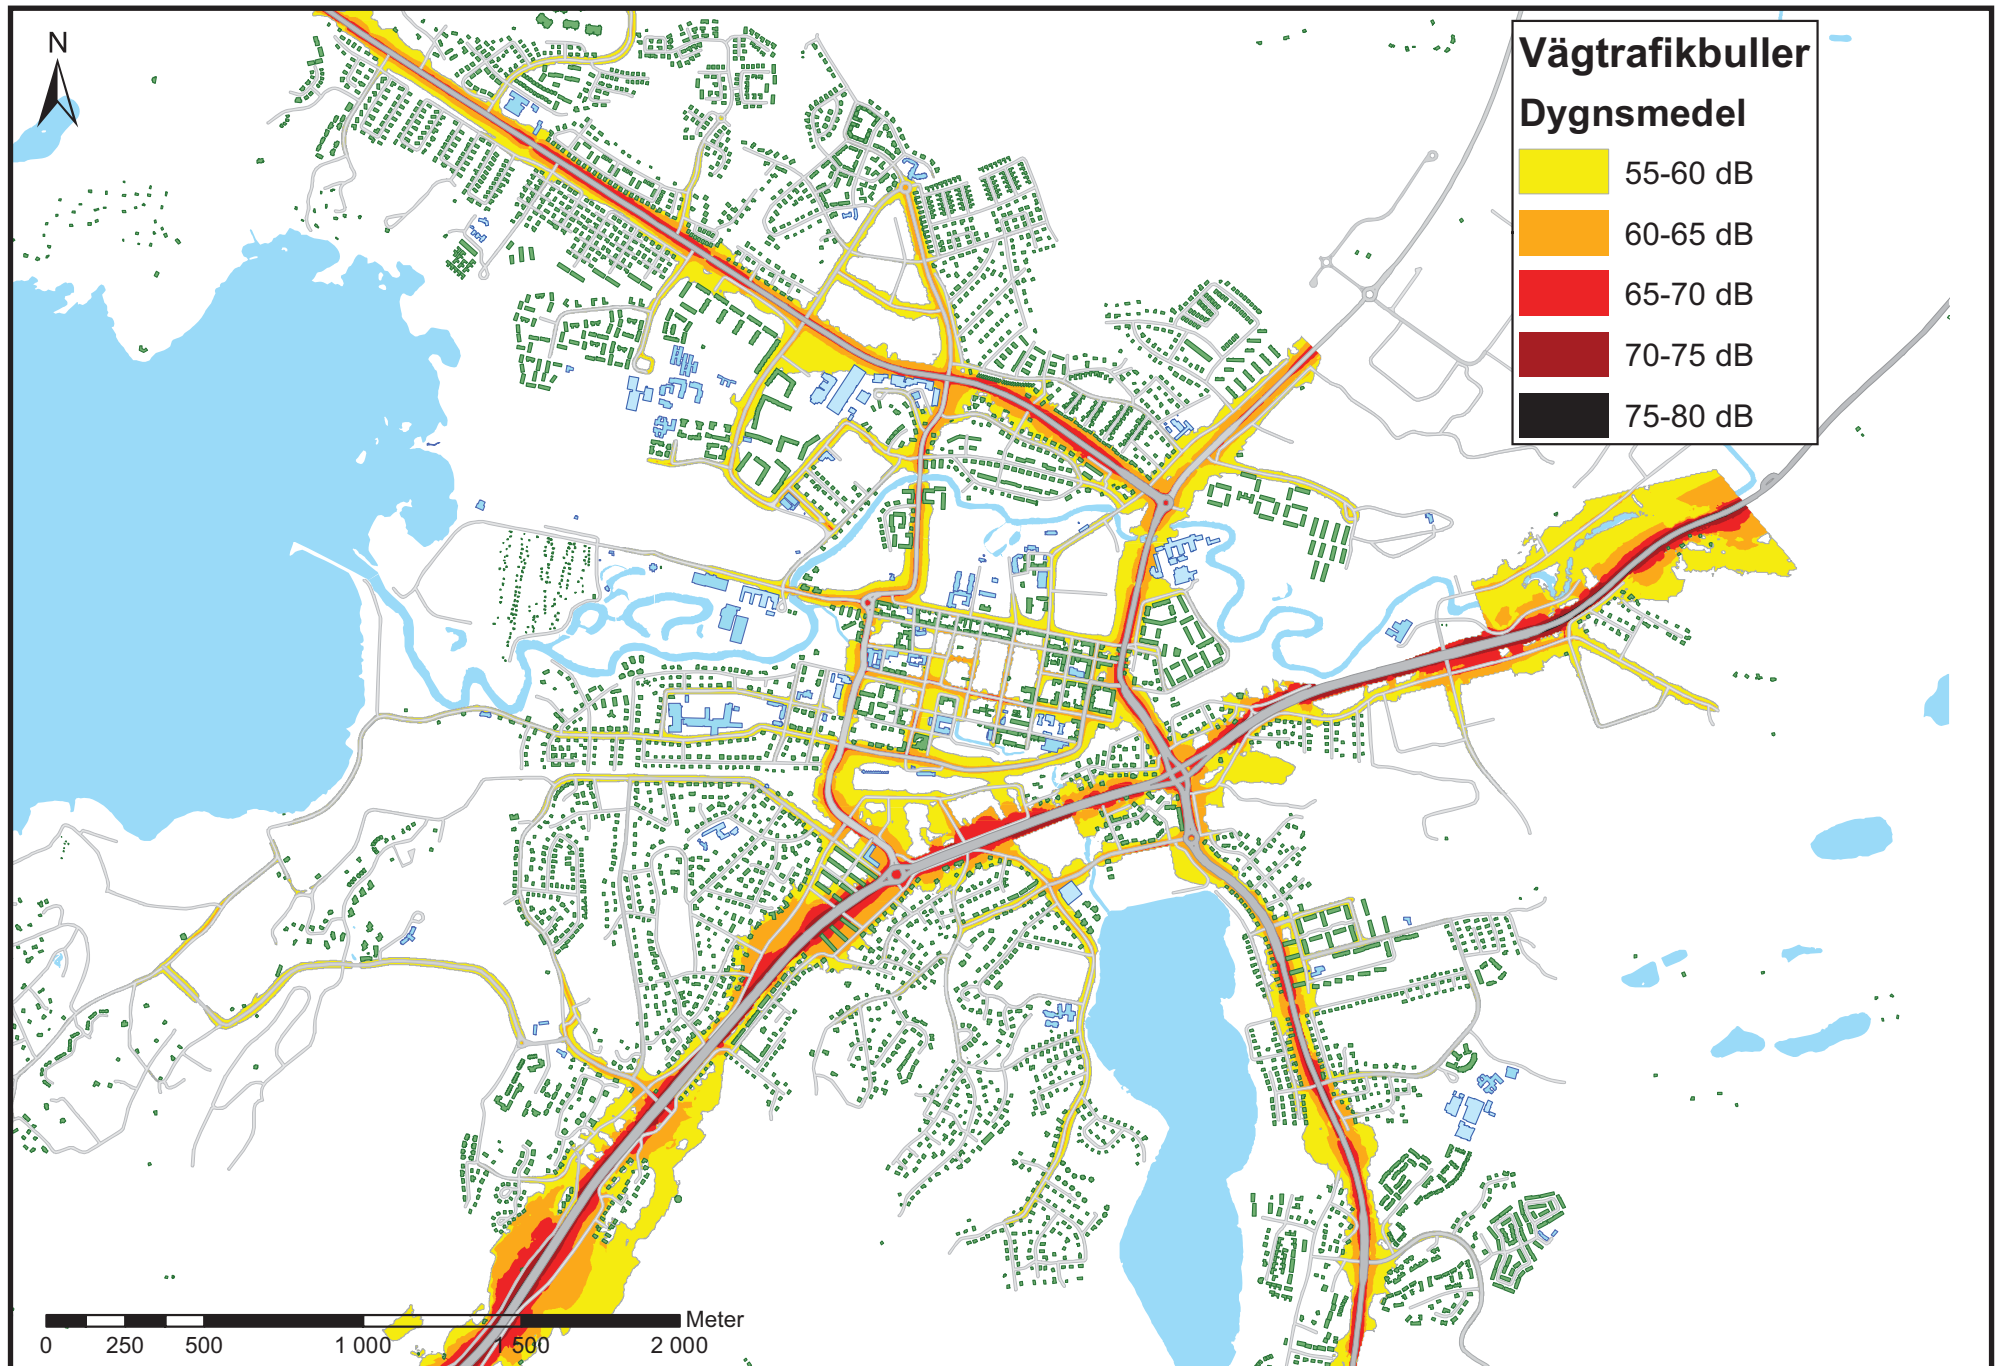 N
Vägtrafikbuller
Dygnsmedel
55-60 dB
60-65 dB
65-70 dB
70-75 dB
75-80 dB
Meter
0 250 500 1 000 1 500 2 000